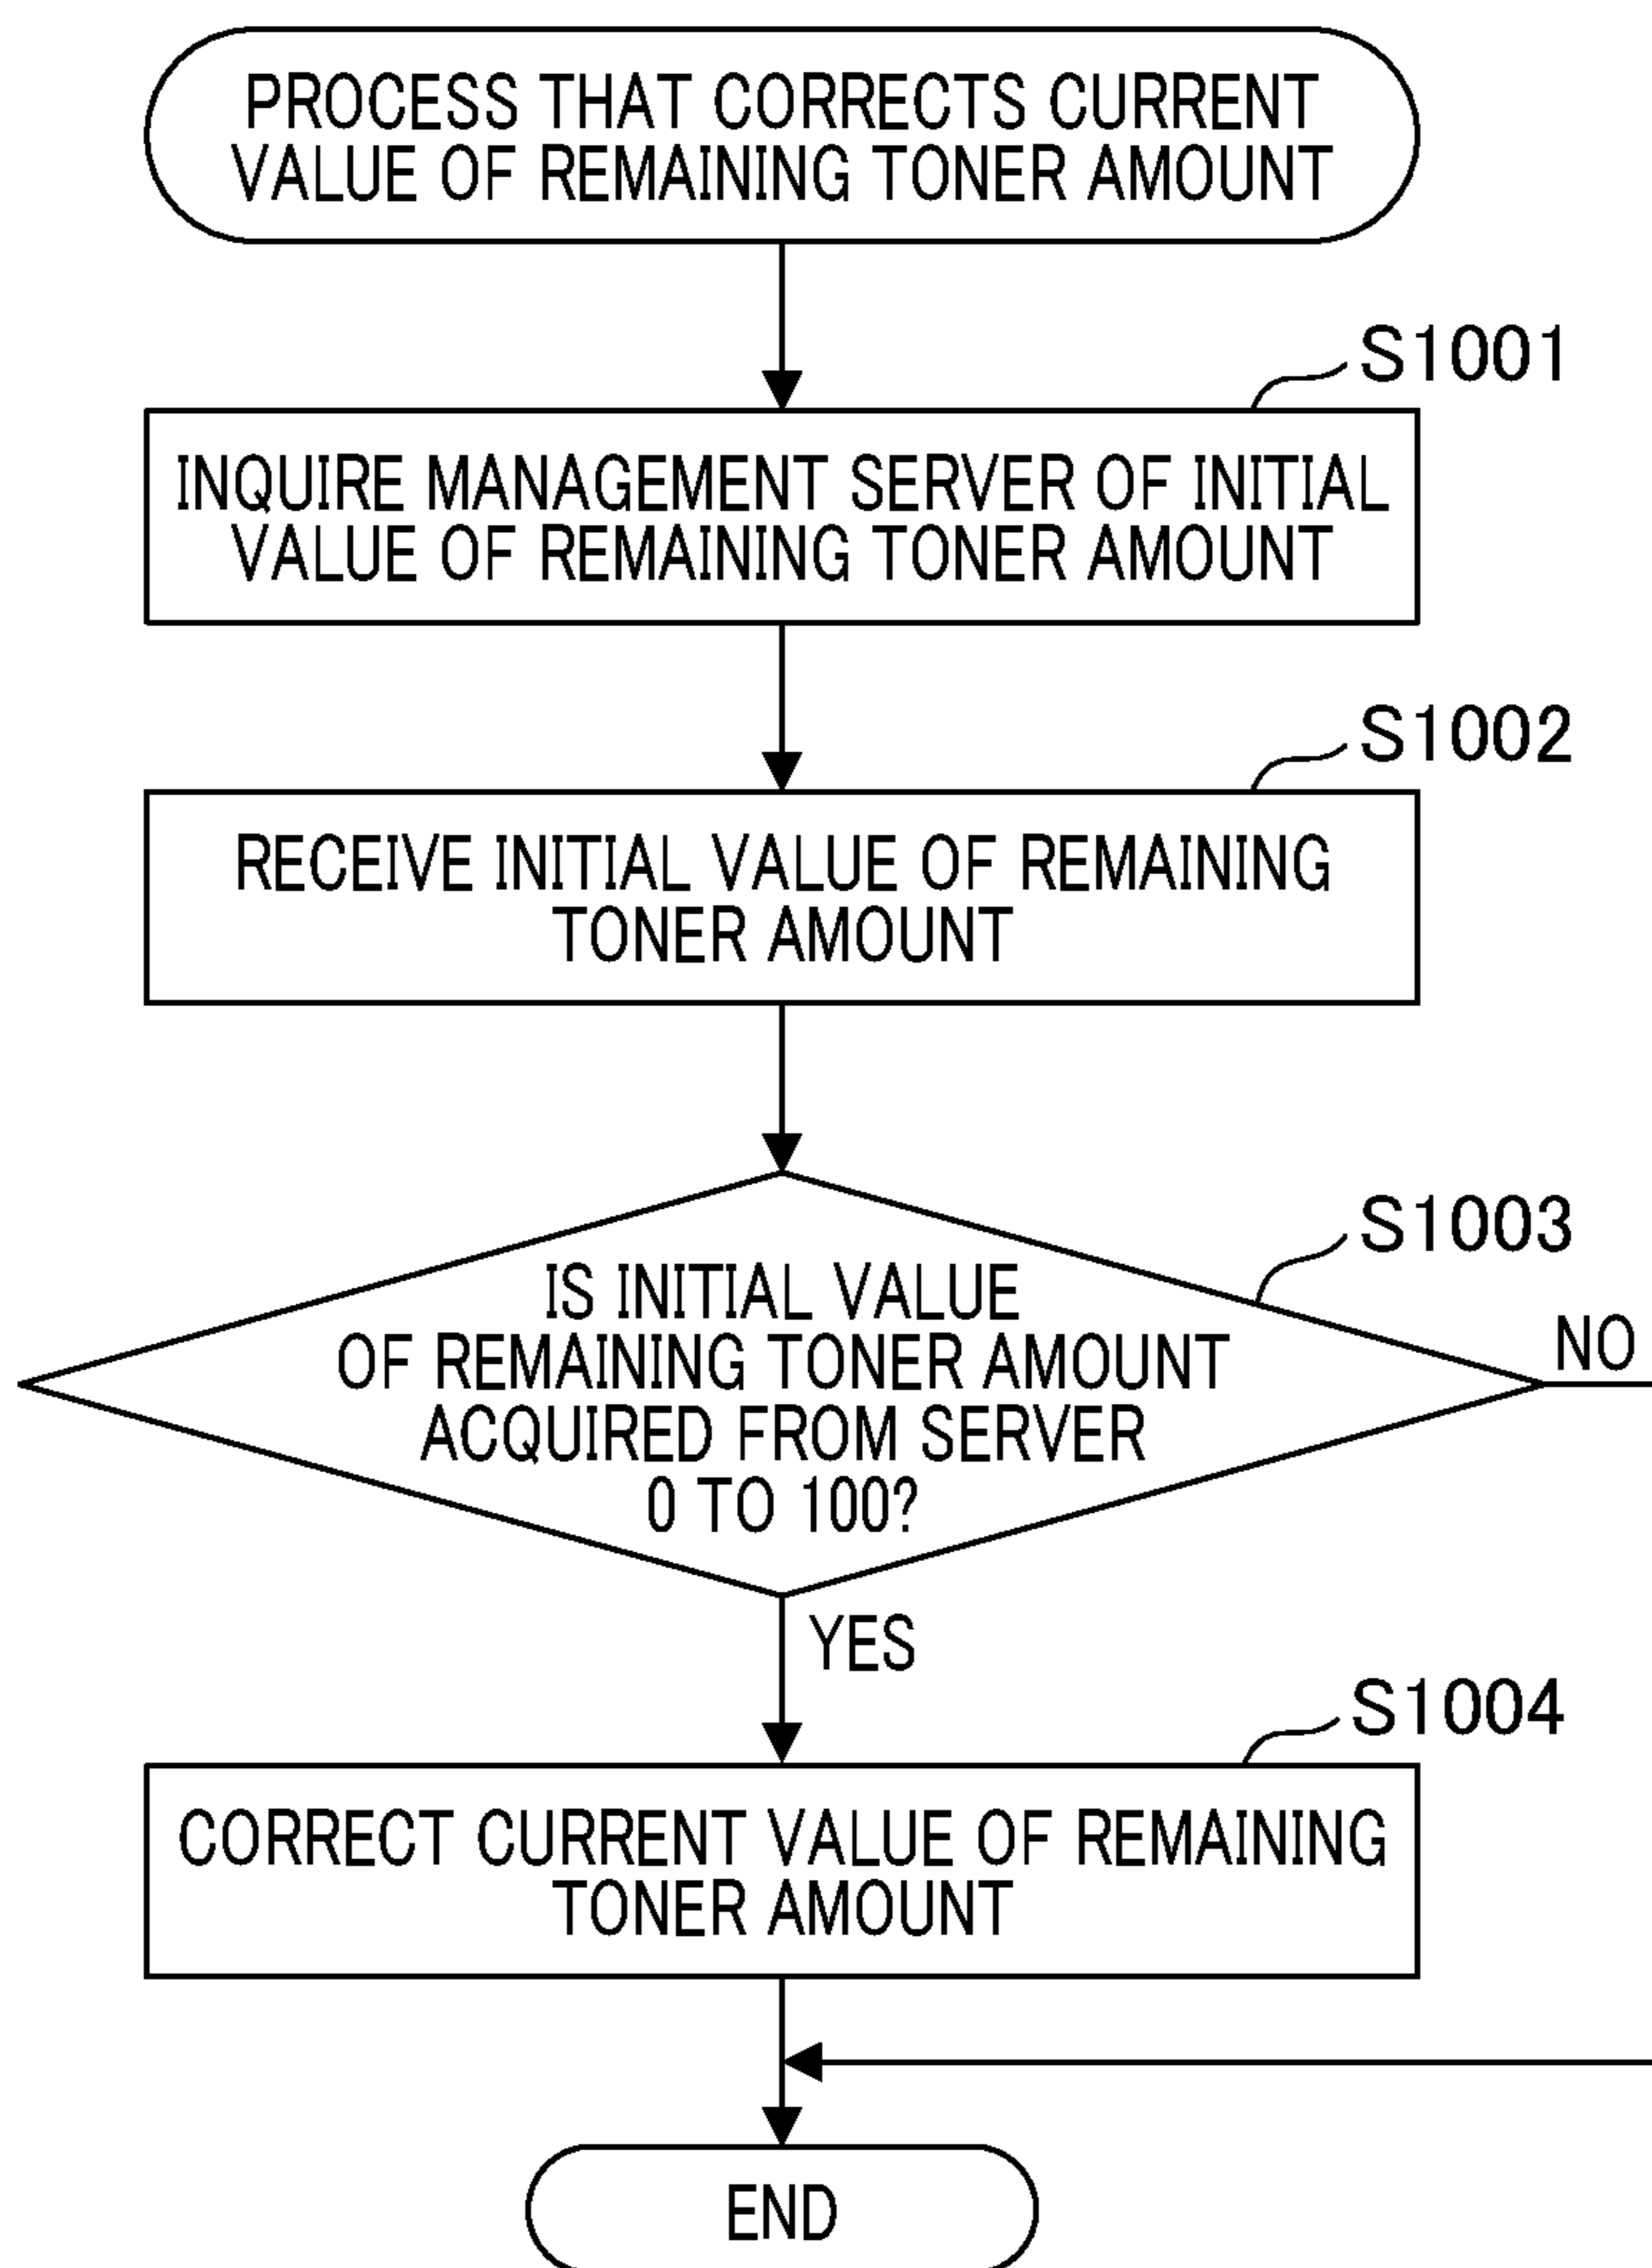 PROCESS THAT CORRECTS CURRENT
VALUE OF REMAINING TONER AMOUNT
S1001
INQUIRE MANAGEMENT SERVER OF INITIAL
VALUE OF REMAINING TONER AMOUNT
S1002
RECEIVE INITIAL VALUE OF REMAINING
TONER AMOUNT
S1003
IS INITIAL VALUE
OF REMAINING TONER AMOUNT
ACQUIRED FROM SERVER
0 TO 100?
NO
YES
S1004
CORRECT CURRENT VALUE OF REMAINING
TONER AMOUNT
END